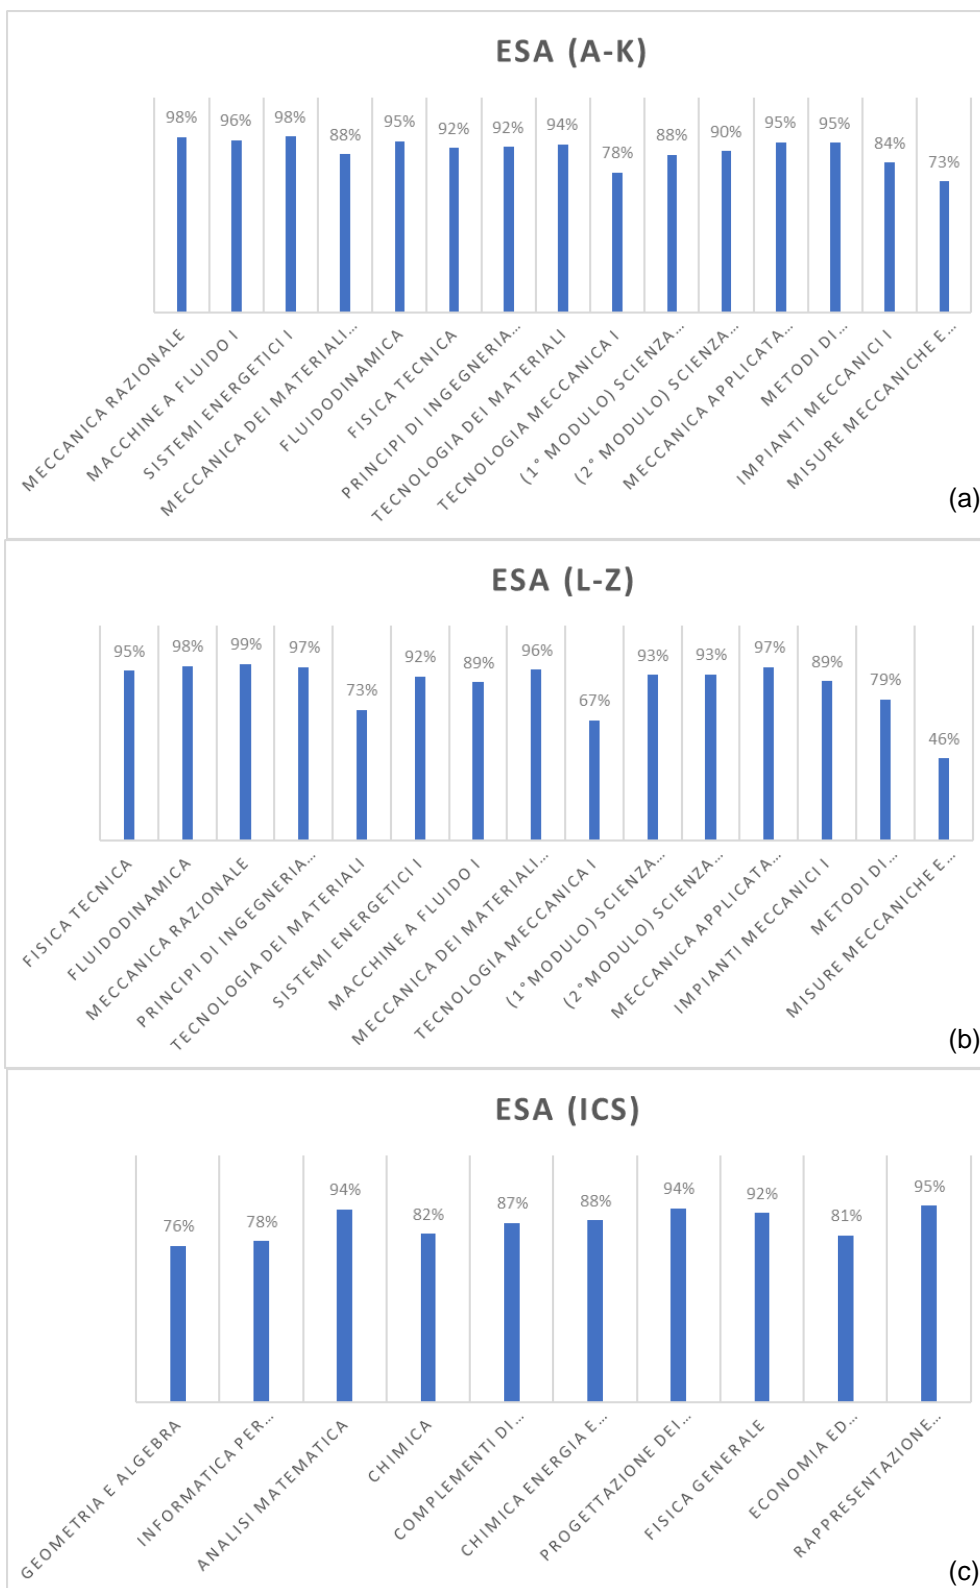 ESA (A-K)
98% 96% 98% 88% 95% 92% 92% 94% 78% 88% 90% 95% 95% 84% 73%
MECCANICA RAZIONALE
MACCHINE A FLUIDO I
SISTEMI ENERGETICI I
MECCANICA DEI MATERIALI…
FLUIDODINAMICA
FISICA TECNICA
PRINCIPI DI INGEGNERIA…
TECNOLOGIA DEI MATERIALI
TECNOLOGIA MECCANICA I
(1° MODULO) SCIENZA…
(2° MODULO) SCIENZA…
MECCANICA APPLICATA…
METODI DI…
IMPIANTI MECCANICI I
MISURE MECCANICHE E…
(a)
ESA (L-Z)
95% 98% 99% 97% 73% 92% 89% 96% 67% 93% 93% 97% 89% 79% 46%
FISICA TECNICA
FLUIDODINAMICA
MECCANICA RAZIONALE
PRINCIPI DI INGEGNERIA…
TECNOLOGIA DEI MATERIALI
SISTEMI ENERGETICI I
MACCHINE A FLUIDO I
MECCANICA DEI MATERIALI…
TECNOLOGIA MECCANICA I
(1°MODULO) SCIENZA…
(2°MODULO) SCIENZA…
MECCANICA APPLICATA…
IMPIANTI MECCANICI I
METODI DI…
MISURE MECCANICHE E…
(b)
ESA (ICS)
76% 78% 94% 82% 87% 88% 94% 92% 81% 95%
GEOMETRIA E ALGEBRA
INFORMATICA PER…
ANALISI MATEMATICA
CHIMICA
COMPLEMENTI DI…
CHIMICA ENERGIA E…
PROGETTAZIONE DEI…
FISICA GENERALE
ECONOMIA ED…
RAPPRESENTAZIONE…
(c)